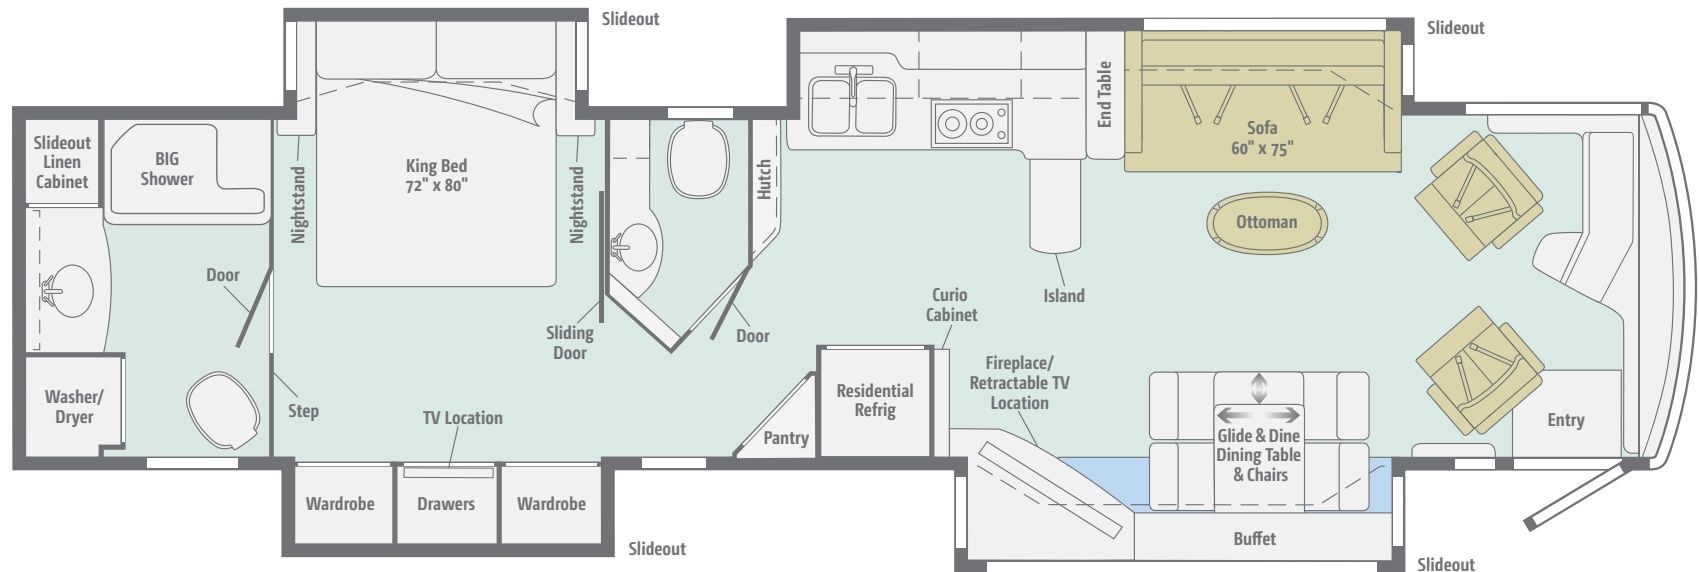 Slideout
Slideout
Slideout
Linen
Cabinet
BIG
Shower
Nightstand
King Bed
72" x 80"
Nightstand
Hutch
End Table
Sofa
60" x 75"
Ottoman
Door
Sliding
Door
Door
Island
Curio
Cabinet
Fireplace/
Retractable TV
Location
Washer/
Dryer
Step
TV Location
Pantry
Residential
Refrig
Glide & Dine
Dining Table
& Chairs
Entry
Wardrobe
Drawers
Wardrobe
Buffet
Slideout
Slideout